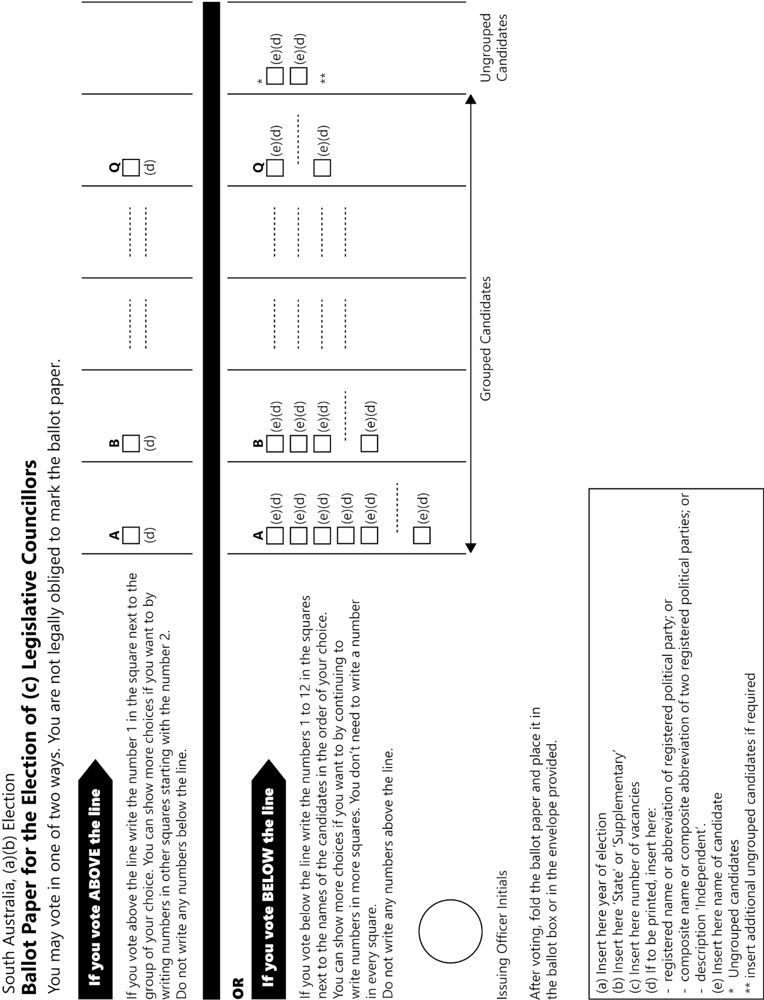 South Australia, (a)(b) Election
Ballot Paper for the Election of (c) Legislative Councillors
You may vote in one of two ways. You are not legally obliged to mark the ballot paper.
If you vote ABOVE the line
If you vote above the line write the number 1 in the square next to the
group of your choice. You can show more choices if you want to by
writing numbers in other squares starting with the number 2.
Do not write any numbers below the line.
A
(d)
B
(d)
Q
(d)
OR
If you vote BELOW the line
If you vote below the line write the numbers 1 to 12 in the squares
next to the names of the candidates in the order of your choice.
You can show more choices if you want to by continuing to
write numbers in more squares. You don't need to write a number
in every square.
Do not write any numbers above the line.
A
(e)(d)
(e)(d)
(e)(d)
(e)(d)
(e)(d)
(e)(d)
B
(e)(d)
(e)(d)
(e)(d)
(e)(d)
Q
(e)(d)
(e)(d)
*
(e)(d)
(e)(d)
**
Grouped Candidates
Ungrouped
Candidates
Issuing Officer Initials
After voting, fold the ballot paper and place it in
the ballot box or in the envelope provided.
(a) Insert here year of election
(b) Insert here 'State' or 'Supplementary'
(c) Insert here number of vacancies
(d) If to be printed, insert here:
- registered name or abbreviation of registered political party; or
- composite name or composite abbreviation of two registered political parties; or
- description 'Independent'.
(e) Insert here name of candidate
* Ungrouped candidates
** insert additional ungrouped candidates if required